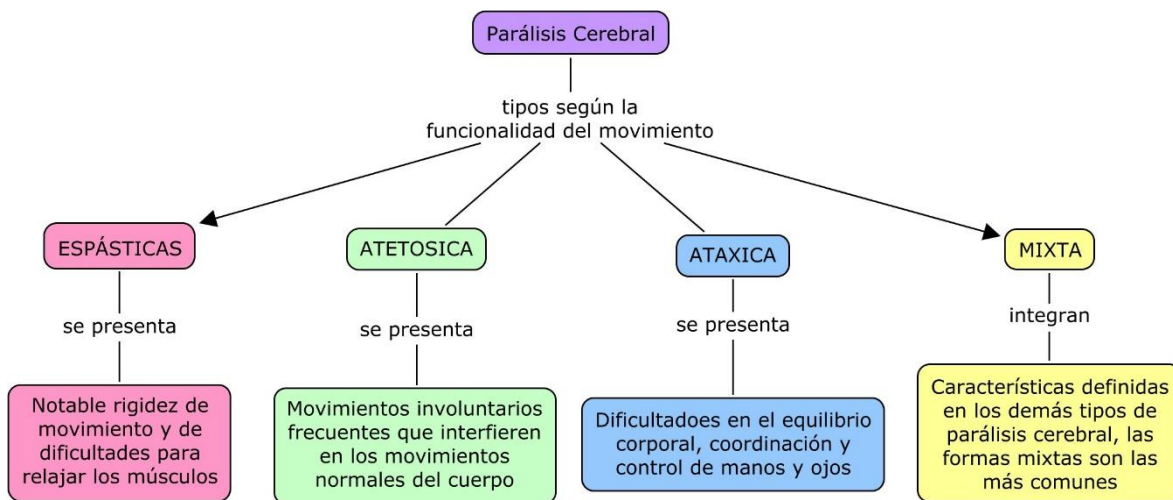 Parálisis Cerebral
tipos según la
funcionalidad del movimiento
ESPÁSTICAS
ATETOSICA
ATAXICA
MIXTA
se presenta
se presenta
se presenta
integran
Notable rigidez de
movimiento y de
dificultades para
relajar los músculos
Movimientos involuntarios
frecuentes que interfieren
en los movimientos
normales del cuerpo
Dificultadoes en el equilibrio
corporal, coordinación y
control de manos y ojos
Características definidas
en los demás tipos de
parálisis cerebral, las
formas mixtas son las
más comunes